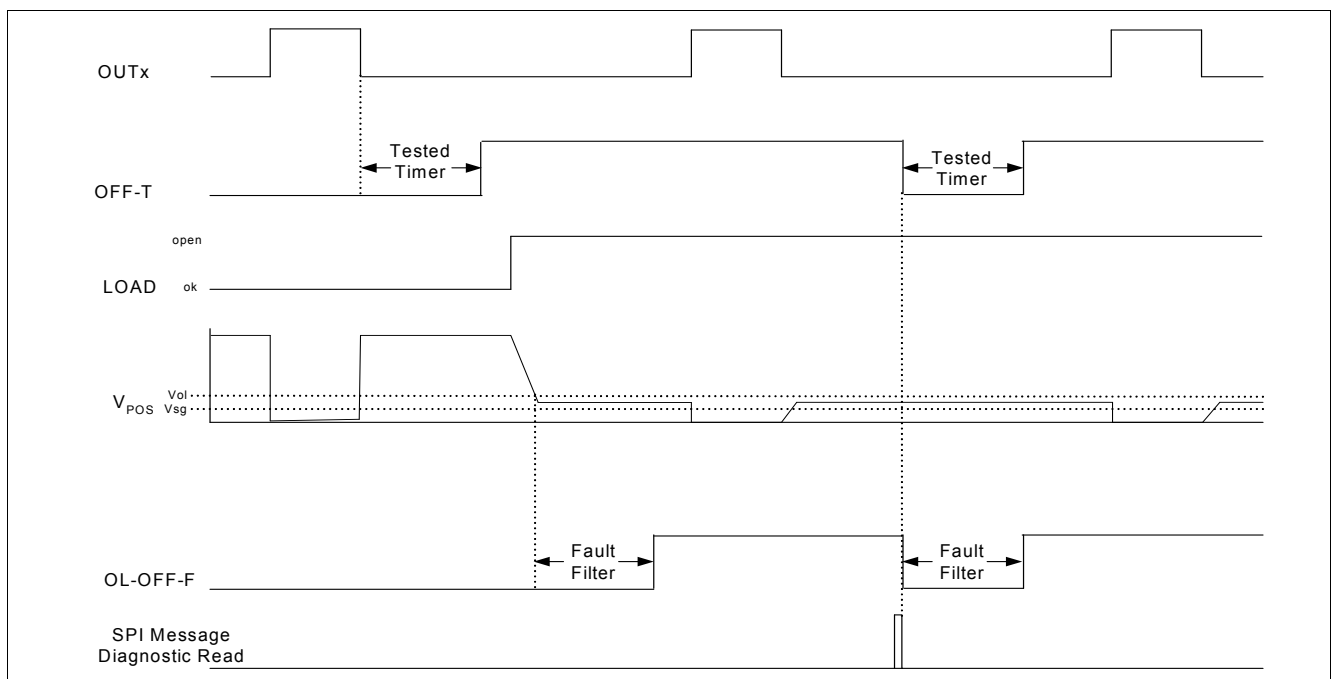 OUTx
Tested
Timer
Tested
Timer
OFF-T
open
LOAD
ok
Vol
VPOS
Vsg
Fault
Filter
Fault
Filter
OL-OFF-F
SPI Message
Diagnostic Read